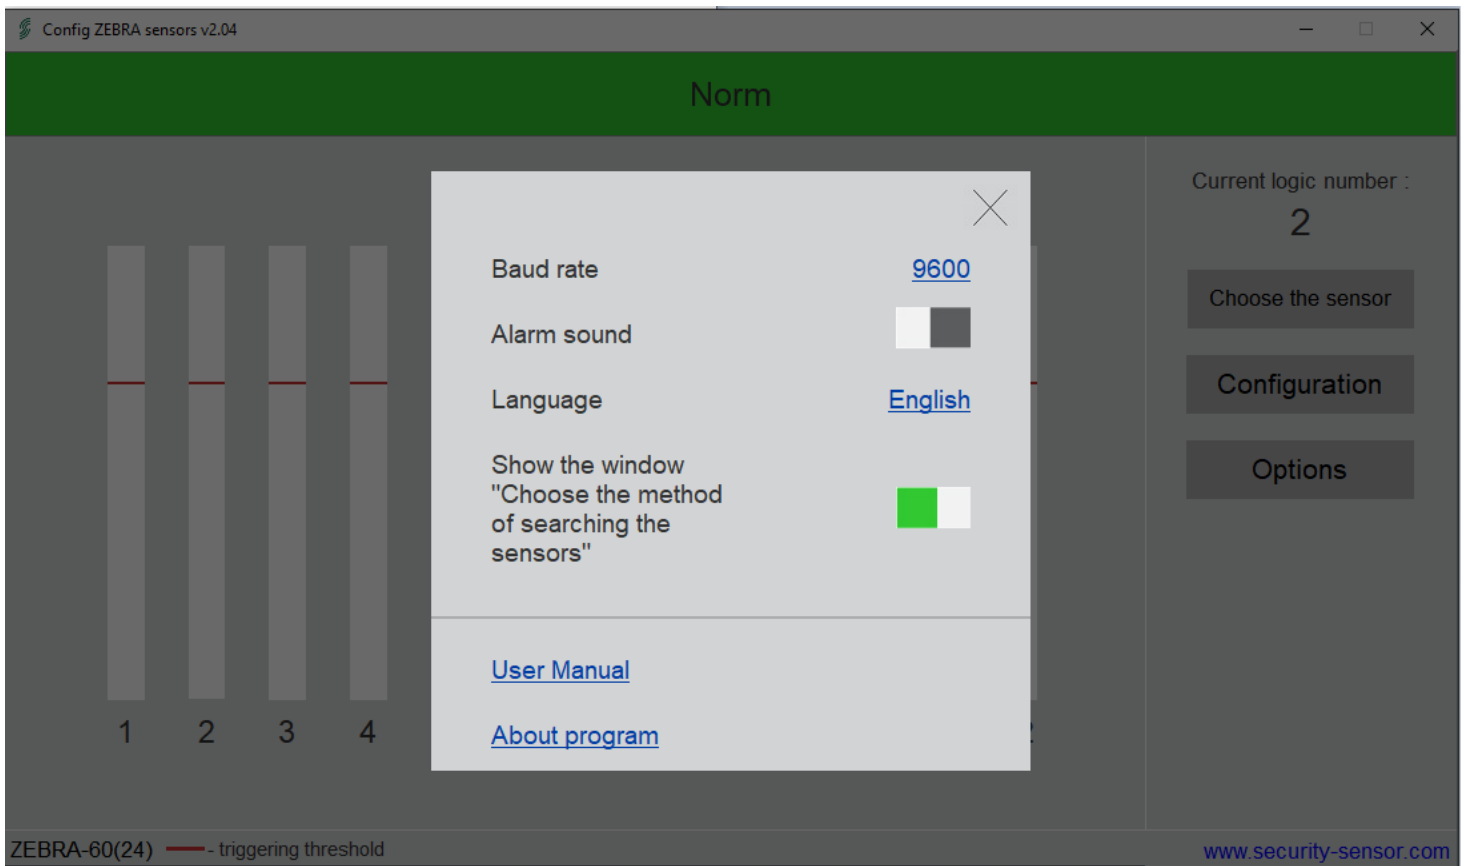 Config ZEBRA sensors v2.04
Norm
Current logic number :
2
Choose the sensor
Configuration
Options
Baud rate 9600
Alarm sound
Language English
Show the window
"Choose the method
of searching the
sensors"
User Manual
About program
1 2 3 4
ZEBRA-60(24) - triggering threshold
www.security-sensor.com